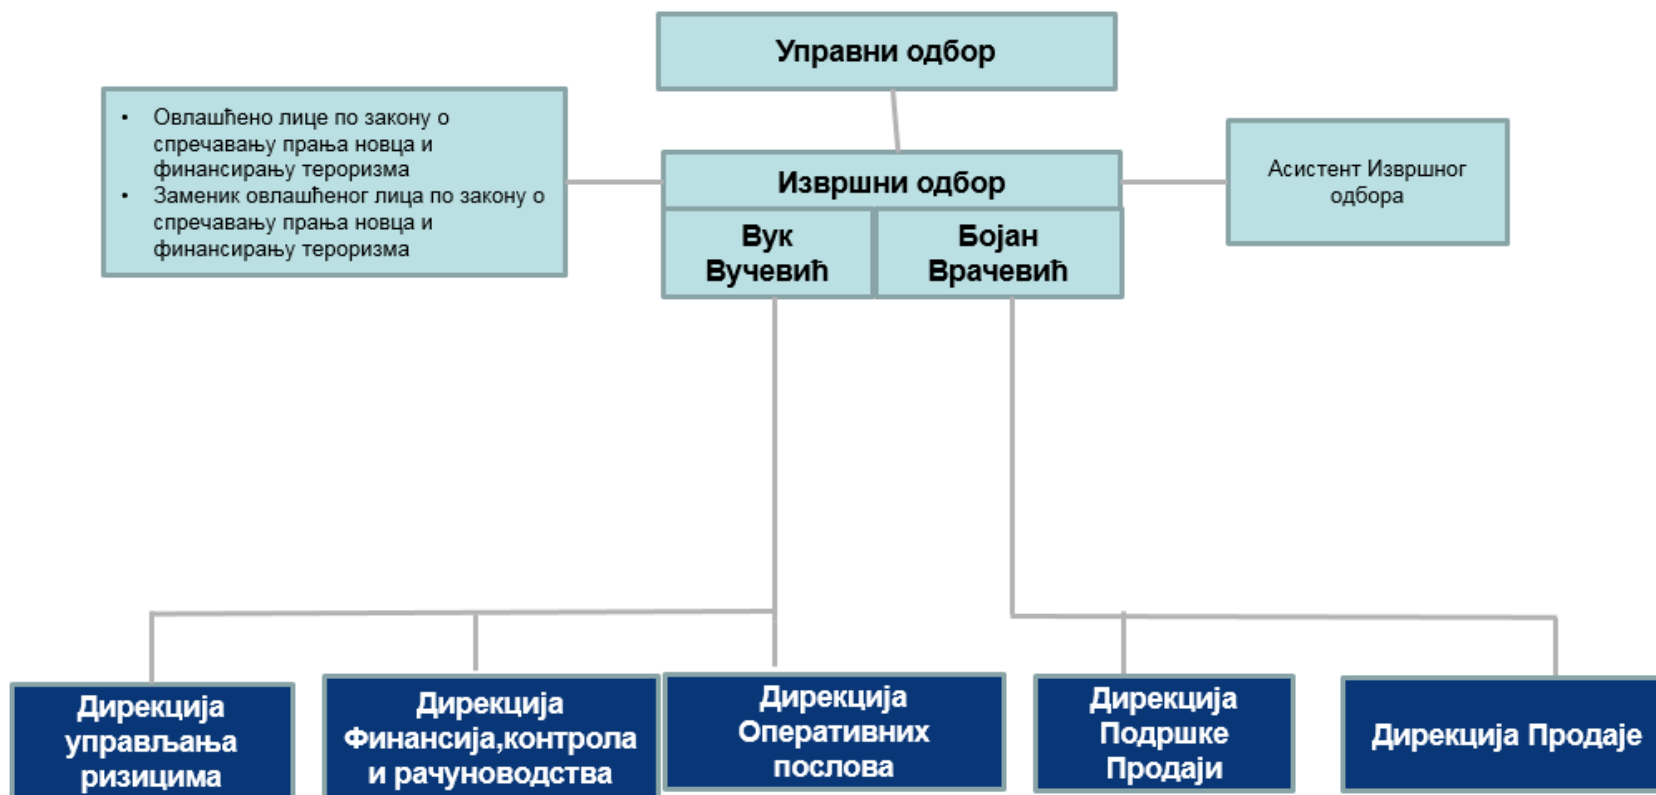 Управни одбор
• Овлашћено лице по закону о
спречавању прања новца и
финансирању тероризма
• Заменик овлашћеног лица по закону о
спречавању прања новца и
финансирању тероризма
Извршни одбор
Вук
Вучевић
Бојан
Врачевић
Асистент Извршног
одбора
Дирекција
управљања
ризицима
Дирекција
Финансија,контрола
и рачуноводства
Дирекција
Оперативних
послова
Дирекција
Подршке
Продаји
Дирекција Продаје